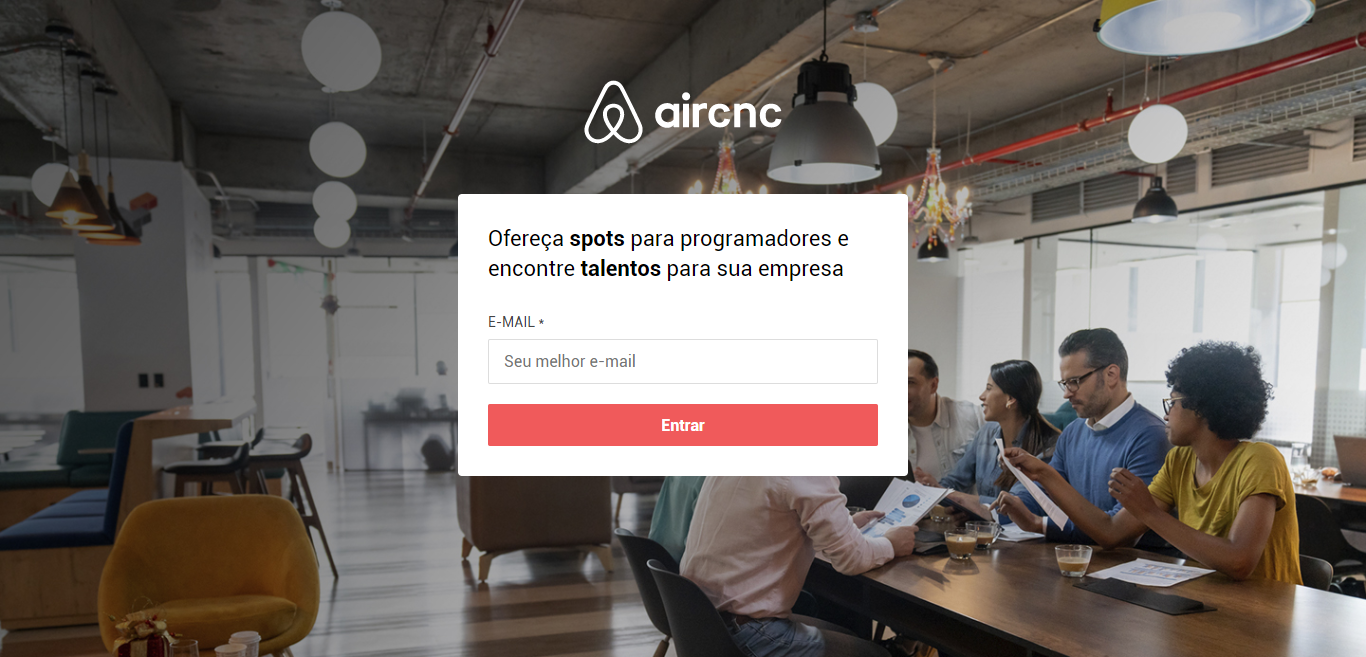 aircnc
Ofereça spots para programadores e
encontre talentos para sua empresa
E-MAIL *
Seu melhor e-mail
Entrar